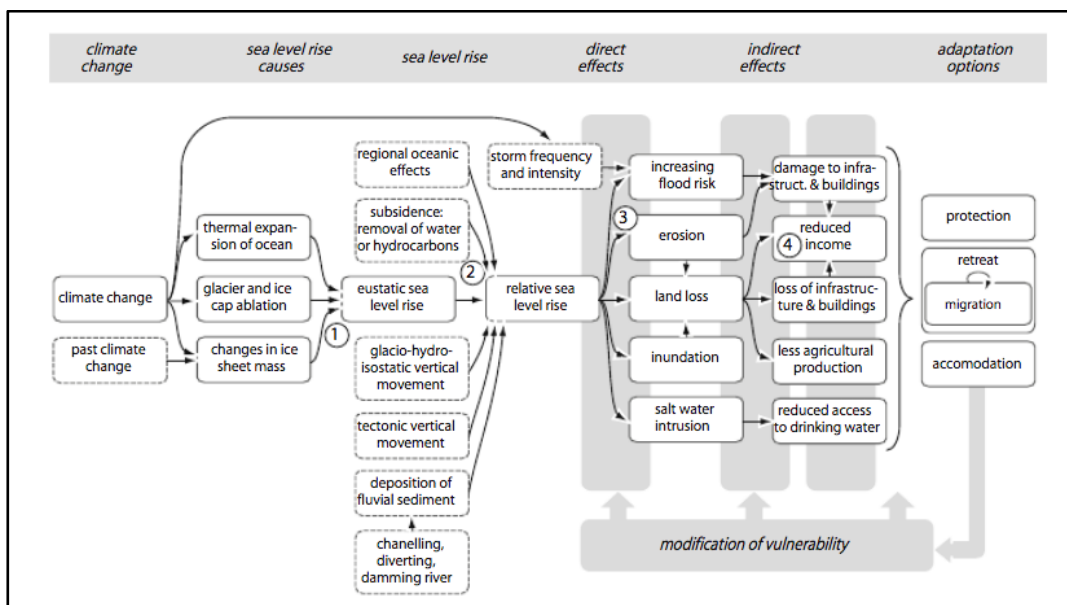 climate
change
sea level rise
causes
sea level rise
direct
effects
indirect
effects
adaptation
options
regional oceanic
effects
storm frequency
and intensity
increasing
flood risk
damage to infra-
struct. & buildings
thermal expan-
sion of ocean
subsidence:
removal of water
or hydrocarbons
3
erosion
4
reduced
income
protection
2
climate change
glacier and ice
cap ablation
eustatic sea
level rise
relative sea
level rise
land loss
loss of infrastruc-
ture & buildings
retreat
migration
1
past climate
change
changes in ice
sheet mass
glacio-hydro-
isostatic vertical
movement
inundation
less agricultural
production
accomodation
tectonic vertical
movement
salt water
intrusion
reduced access
to drinking water
deposition of
fluvial sediment
chanelling,
diverting,
damming river
modification of vulnerability